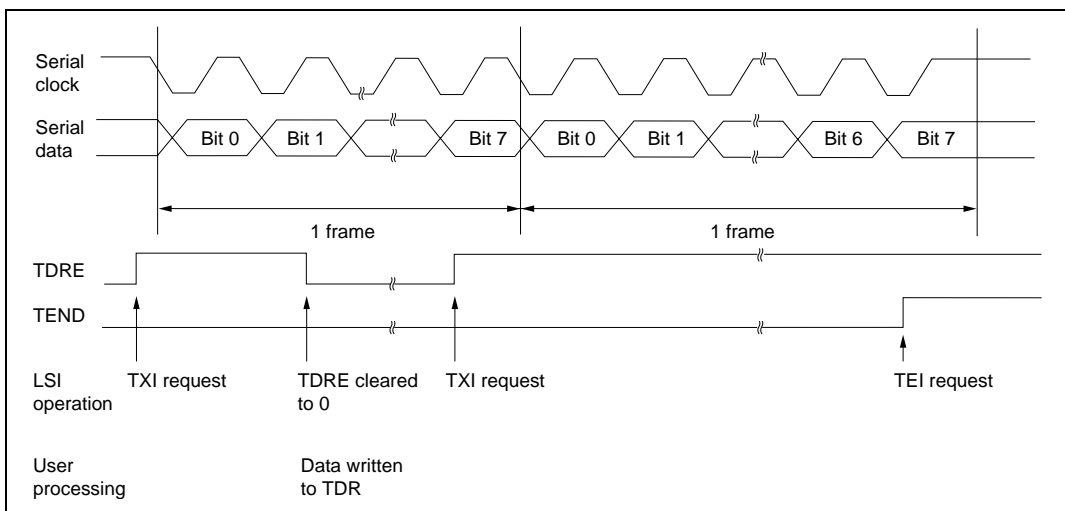 Serial
clock
Serial
data
Bit 0
Bit 1
Bit 7
Bit 0
Bit 1
Bit 6
Bit 7
1 frame
1 frame
TDRE
TEND
LSI
operation
TXI request
TDRE cleared
to 0
TXI request
TEI request
User
processing
Data written
to TDR